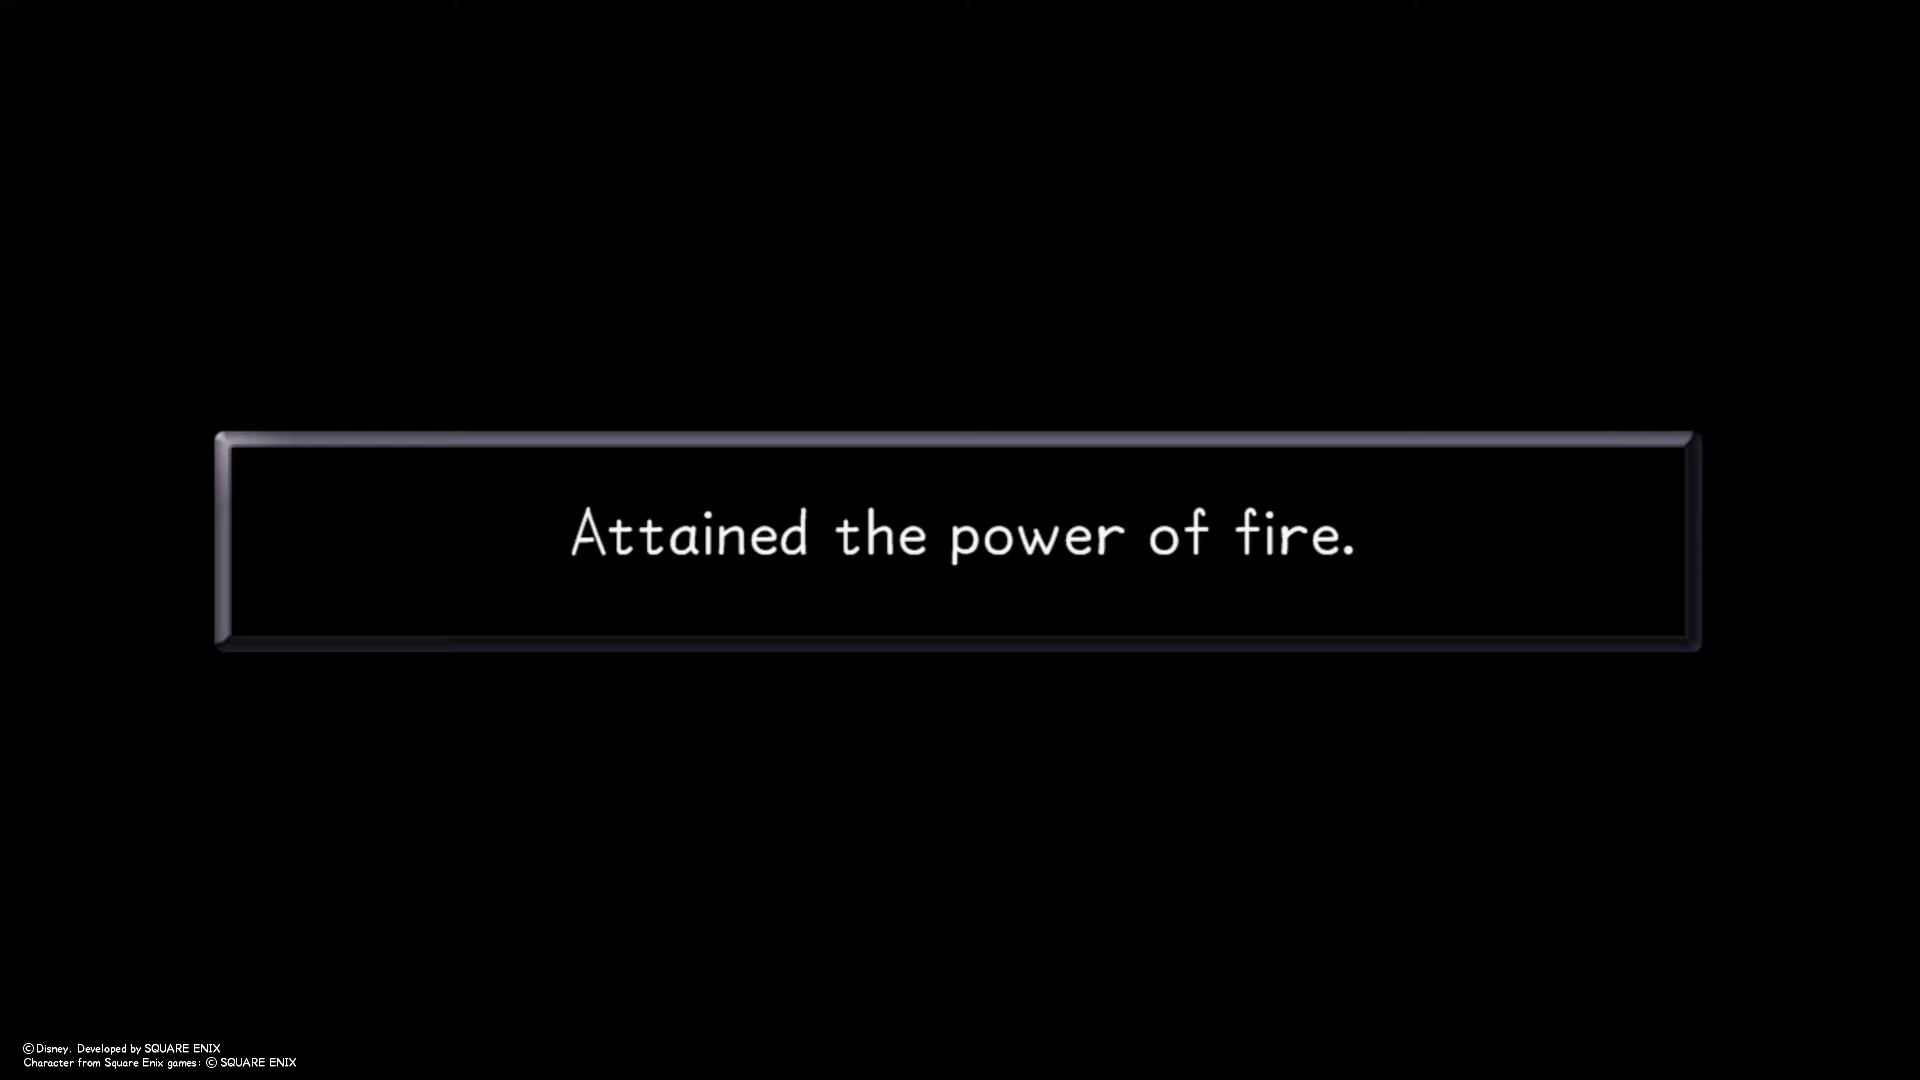 Attained the power of fire.
©Disney. Developed by SQUARE ENIX
Character from Square Enix games: © SQUARE ENIX